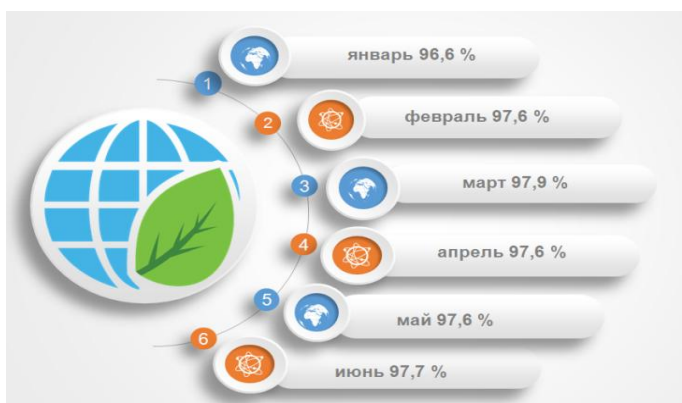 1
январь 96,6 %
2
февраль 97,6 %
3
март 97,9 %
4
апрель 97,6 %
5
май 97,6 %
6
июнь 97,7 %